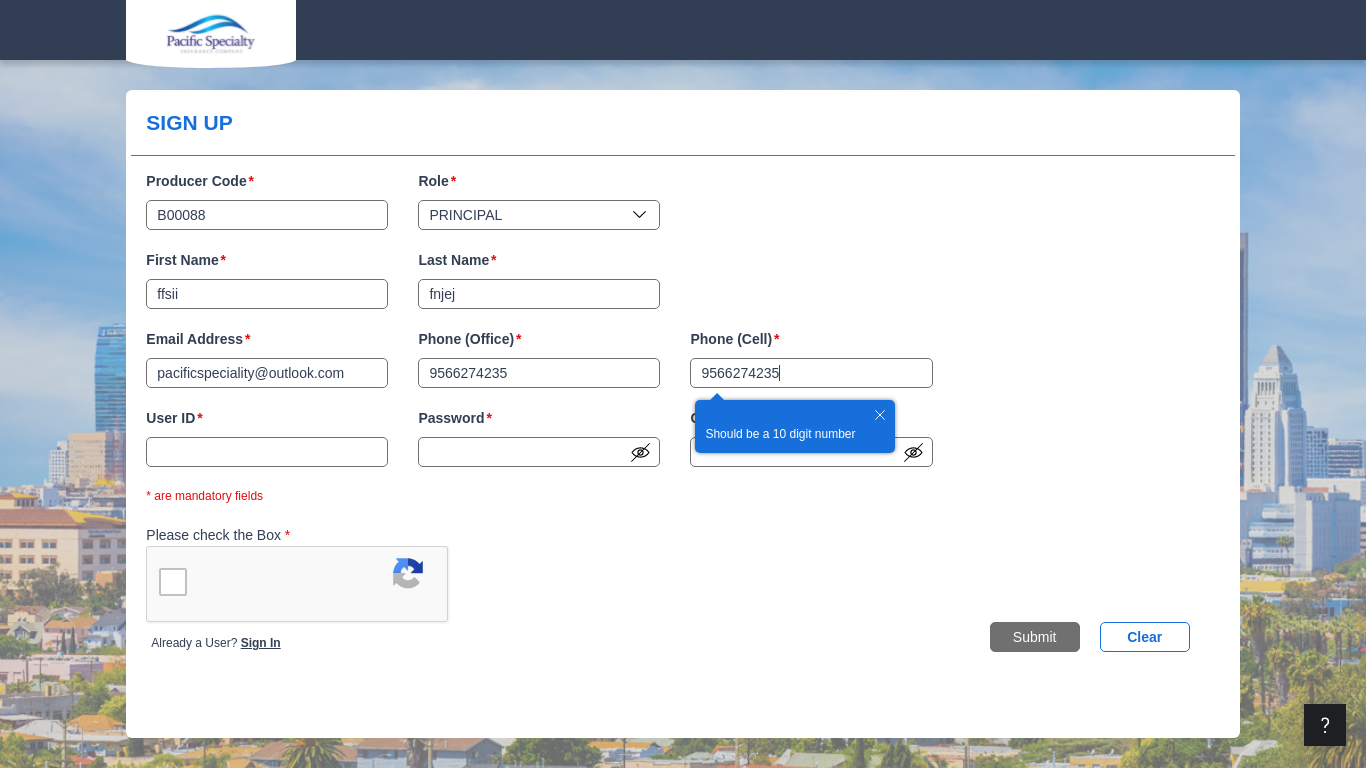 Pacific Specialty
INSURANCE COMPANY
SIGN UP
Producer Code*
Role*
B00088
PRINCIPAL
First Name*
Last Name*
ffsii
fnjej
Email Address*
Phone (Office)*
Phone (Cell)*
pacificspeciality@outlook.com
9566274235
9566274235
User ID*
Password*
Should be a 10 digit number
* are mandatory fields
Please check the Box *
Already a User? Sign In
Submit
Clear
?